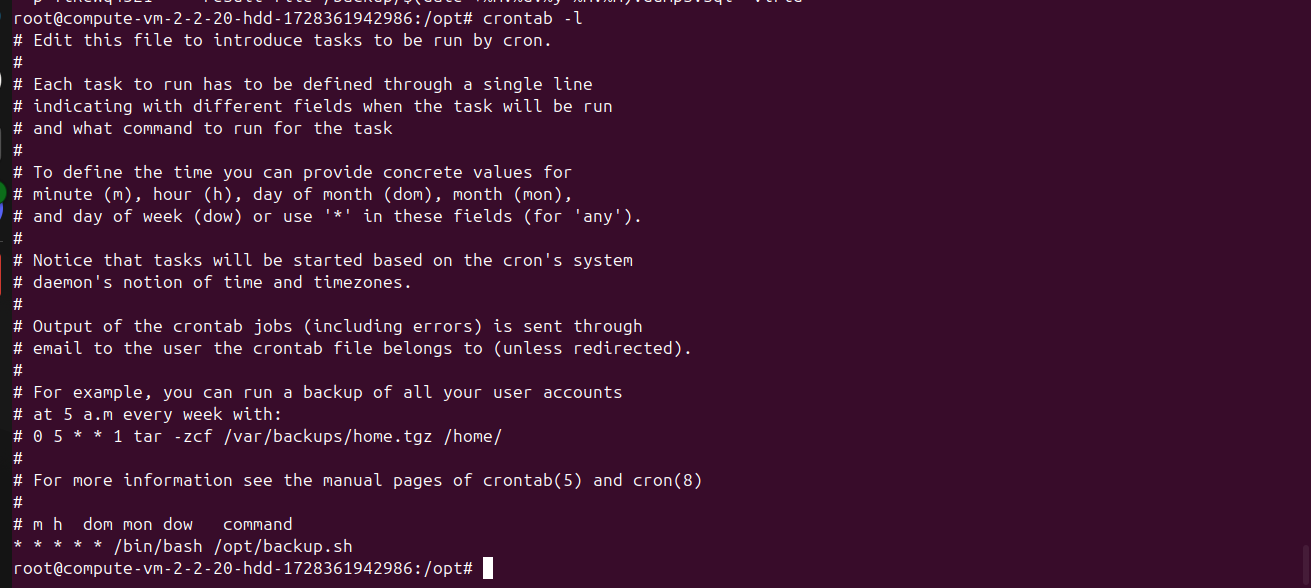 root@compute-vm-2-2-20-hdd-1728361942986:/opt# crontab -l
# Edit this file to introduce tasks to be run by cron.
#
# Each task to run has to be defined through a single line
# indicating with different fields when the task will be run
# and what command to run for the task
#
# To define the time you can provide concrete values for
# minute (m), hour (h), day of month (dom), month (mon),
# and day of week (dow) or use '*' in these fields (for 'any').
#
# Notice that tasks will be started based on the cron's system
# daemon's notion of time and timezones.
#
# Output of the crontab jobs (including errors) is sent through
# email to the user the crontab file belongs to (unless redirected).
#
# For example, you can run a backup of all your user accounts
# at 5 a.m every week with:
# 0 5 * * 1 tar -zcf /var/backups/home.tgz /home/
#
# For more information see the manual pages of crontab(5) and cron(8)
#
# m h  dom mon dow   command
* * * * * /bin/bash /opt/backup.sh
root@compute-vm-2-2-20-hdd-1728361942986:/opt#